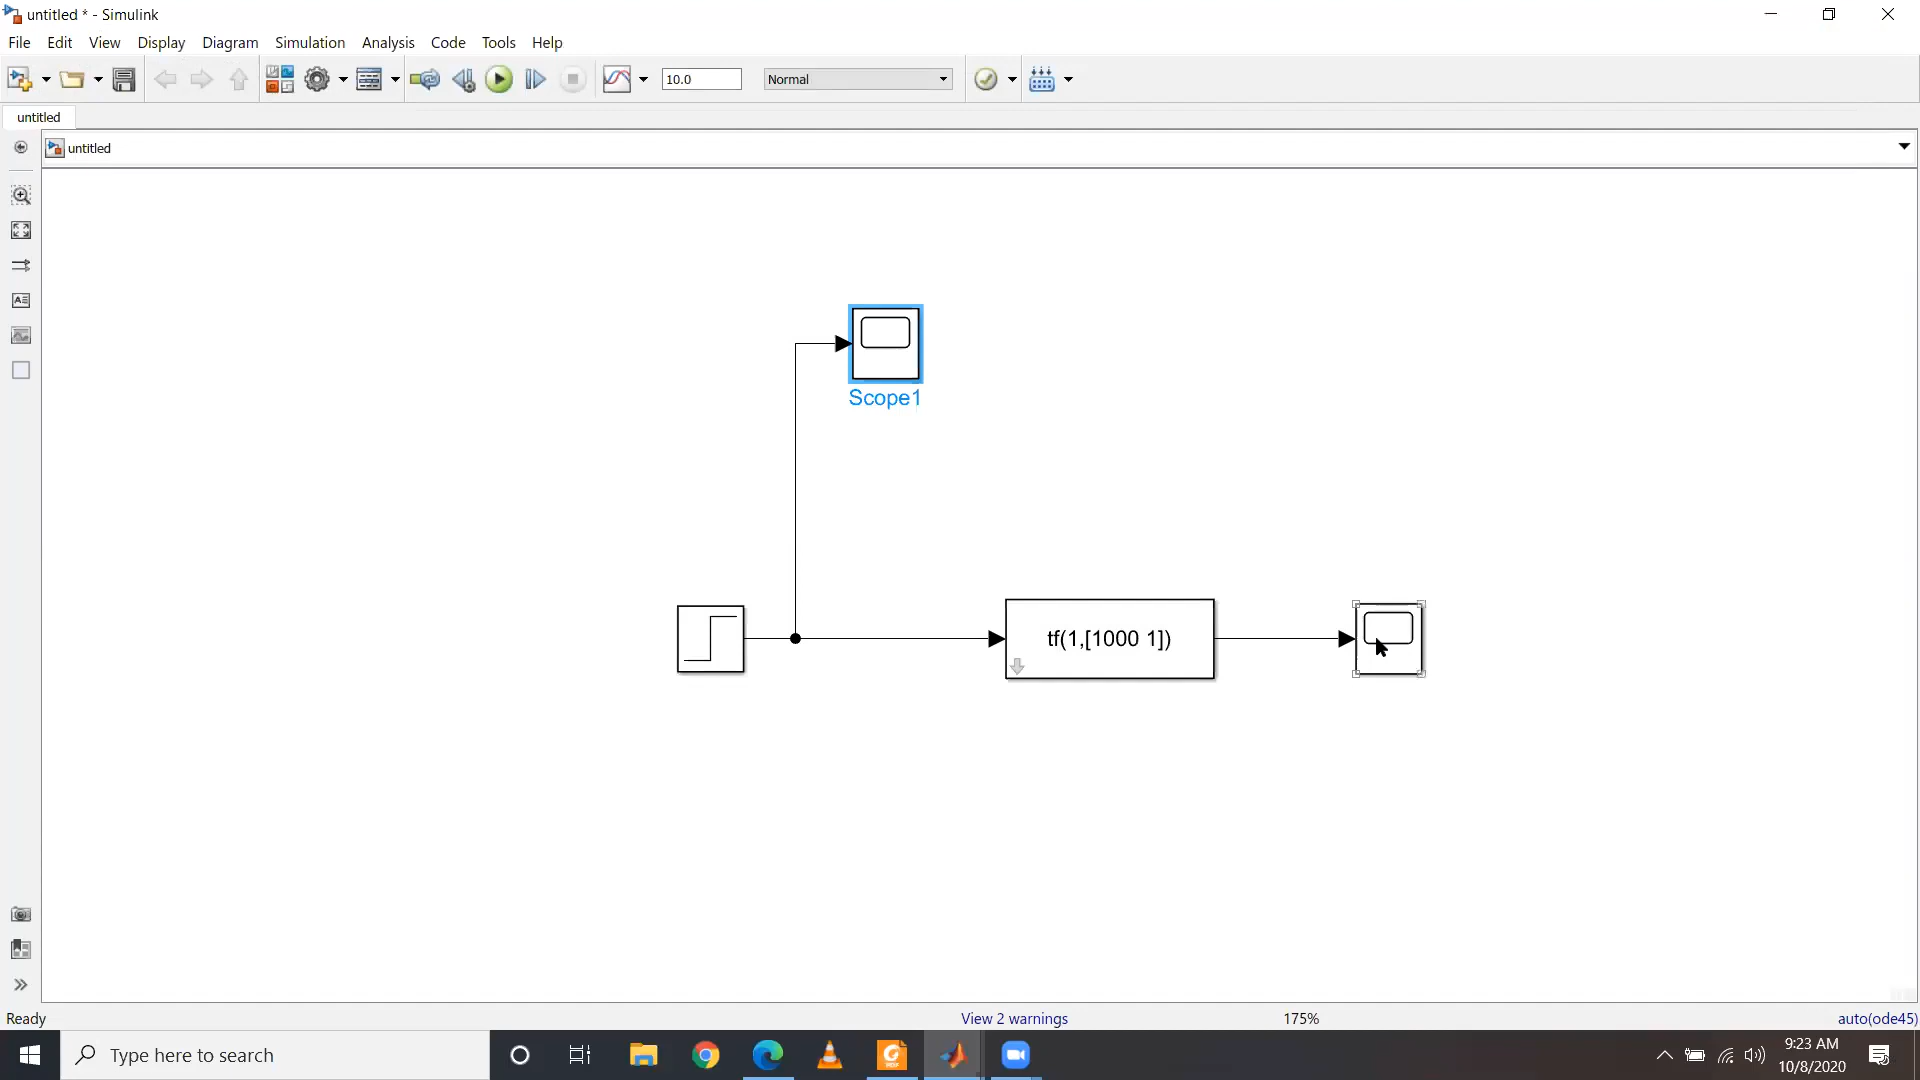 untitled * - Simulink
File Edit View Display Diagram Simulation Analysis Code Tools Help
10.0 Normal
untitled
untitled
Scope1
tf(1,[1000 1])
Ready View 2 warnings 175% auto(ode45)
Type here to search
9:23 AM
10/8/2020